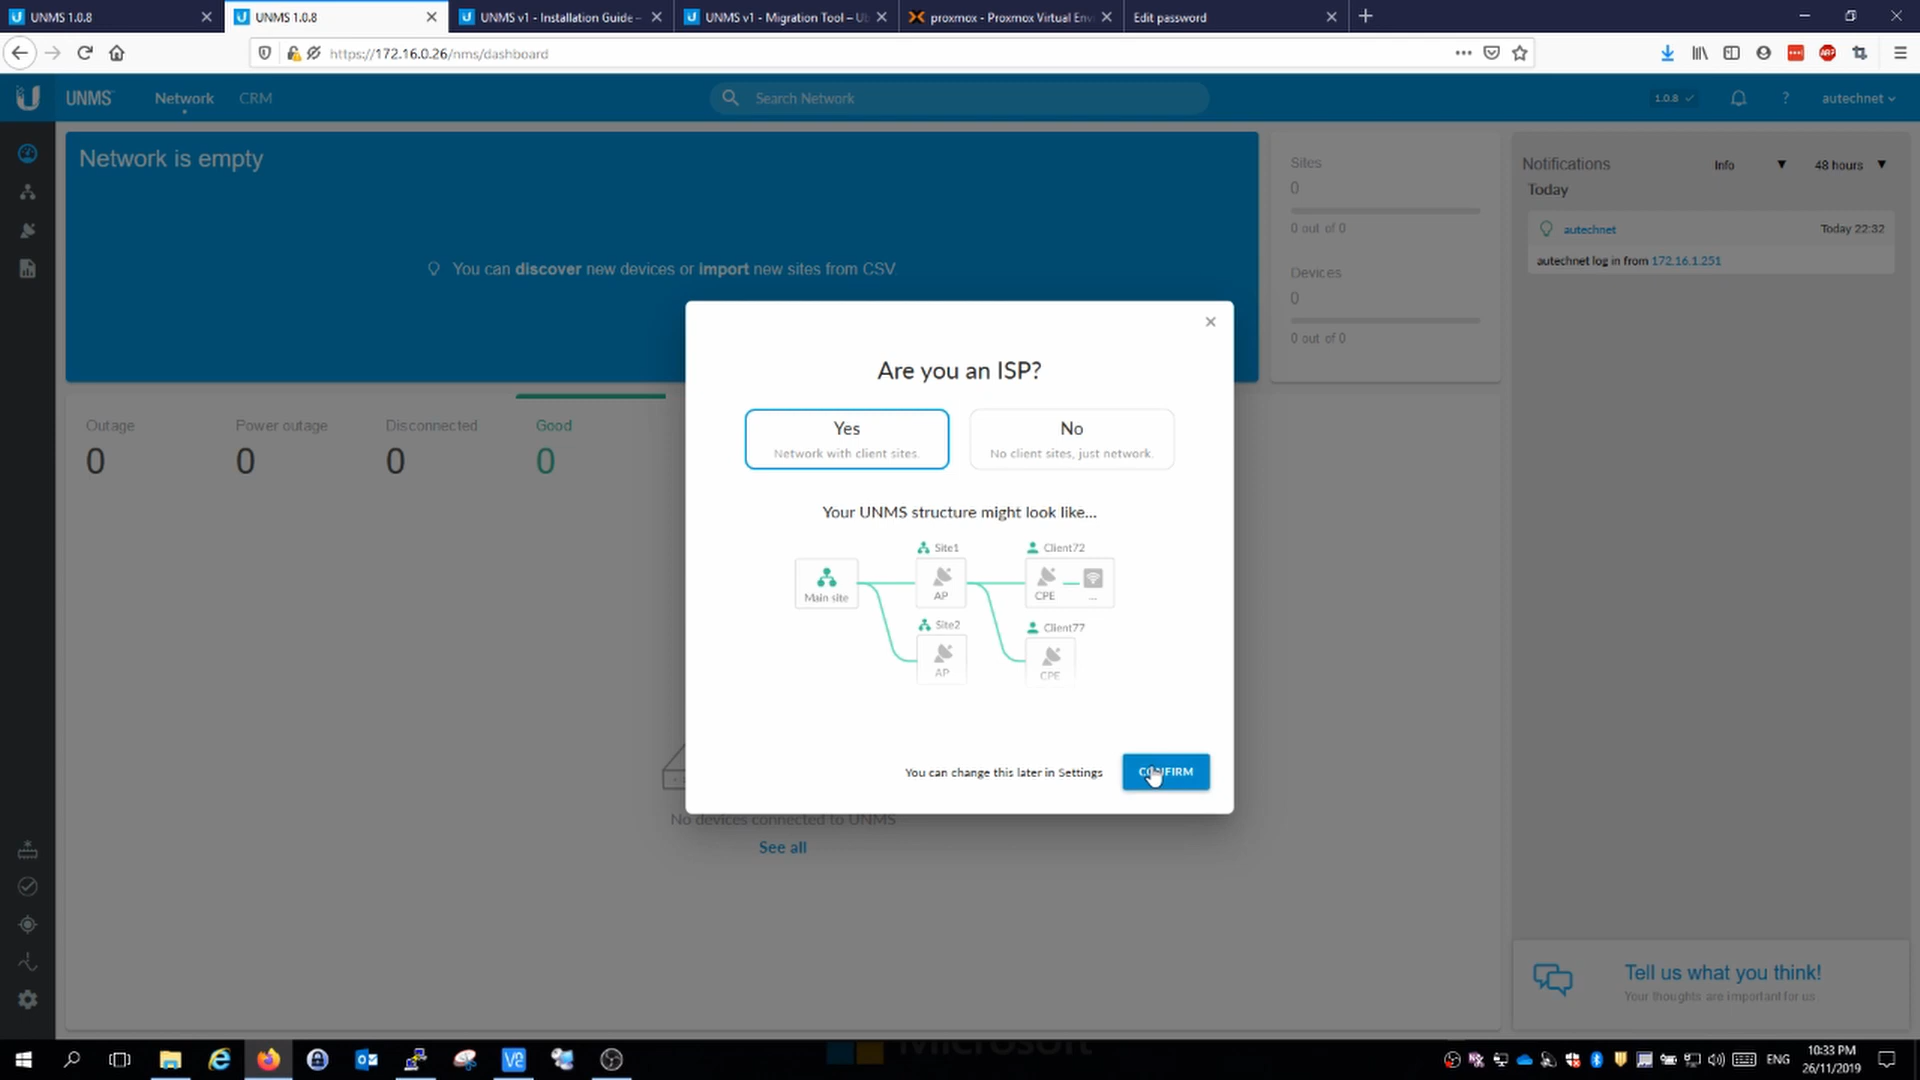 UNMS 1.0.8
UNMS 1.0.8
UNMS v1 - Installation Guide –
UNMS v1 - Migration Tool – U
proxmox - Proxmox Virtual Env
Edit password
https://172.16.0.26/nms/dashboard
UNMS
Network
CRM
Search Network
1.0.8
?
autechnet
Network is empty
You can discover new devices or import new sites from CSV
Sites
0
0 out of 0
Devices
0
0 out of 0
Notifications
Info
48 hours
Today
autechnet
Today 22:32
autechnet log in from 172.16.1.251
Outage
0
Power outage
0
Disconnected
0
Good
0
Are you an ISP?
Yes
Network with client sites.
No
No client sites, just network.
Your UNMS structure might look like...
Main site
Site1
AP
Site2
AP
Client72
CPE
...
Client77
CPE
You can change this later in Settings
CONFIRM
No devices connected to UNMS
See all
Tell us what you think!
Your thoughts are important for us
Microsoft
ENG
10:33 PM
26/11/2019